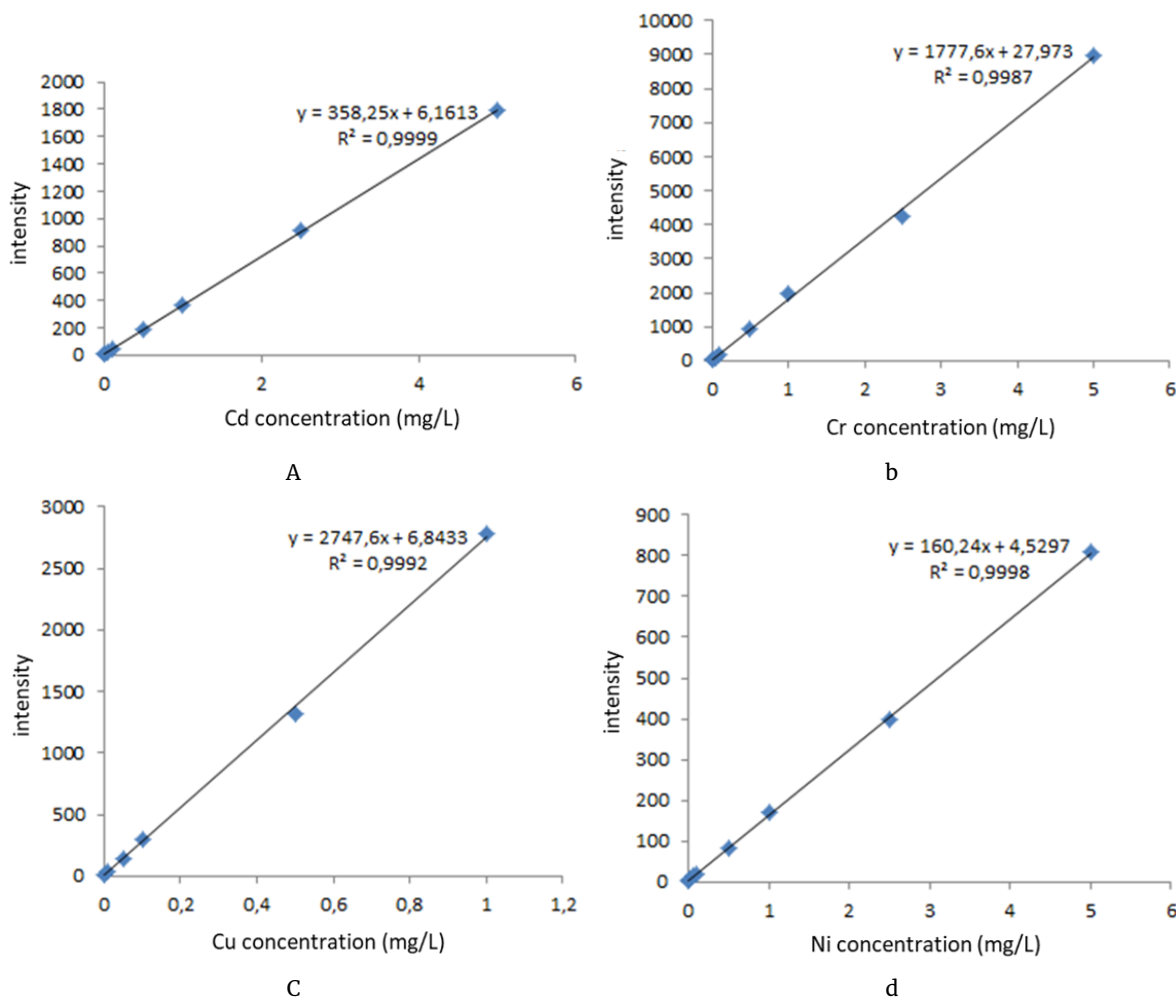 2000
1800
1600
1400
1200
1000
800
600
400
200
0
intensity
y = 358,25x + 6,1613
R² = 0,9999
0 2 4 6
Cd concentration (mg/L)
A
10000
9000
8000
7000
6000
5000
4000
3000
2000
1000
0
intensity
y = 1777,6x + 27,973
R² = 0,9987
0 1 2 3 4 5 6
Cr concentration (mg/L)
b
3000
2500
2000
1500
1000
500
0
intensity
y = 2747,6x + 6,8433
R² = 0,9992
0 0,2 0,4 0,6 0,8 1 1,2
Cu concentration (mg/L)
C
900
800
700
600
500
400
300
200
100
0
intensity
y = 160,24x + 4,5297
R² = 0,9998
0 1 2 3 4 5 6
Ni concentration (mg/L)
d